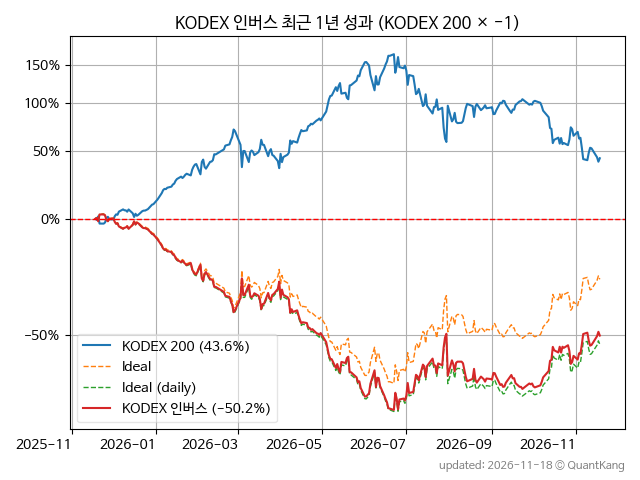 KODEX 인버스 최근 1년 성과 (KODEX 200 × −1)
150%
100%
50%
0%
−50%
KODEX 200 (43.6%)
Ideal
Ideal (daily)
KODEX 인버스 (−50.2%)
2025-11 2026-01 2026-03 2026-05 2026-07 2026-09 2026-11
updated: 2026-11-18 © QuantKang